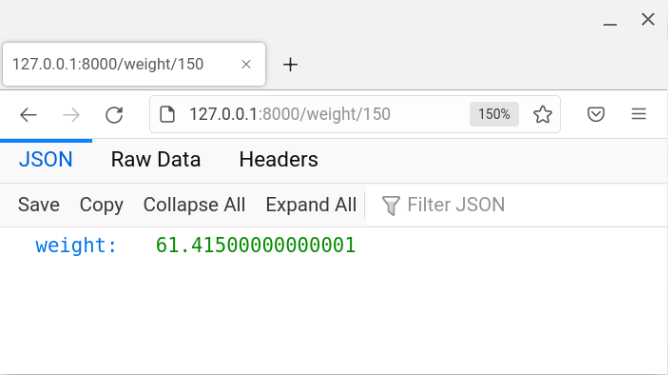 127.0.0.1:8000/weight/150
127.0.0.1:8000/weight/150 150%
JSON Raw Data Headers
Save Copy Collapse All Expand All Filter JSON
weight: 61.41500000000001